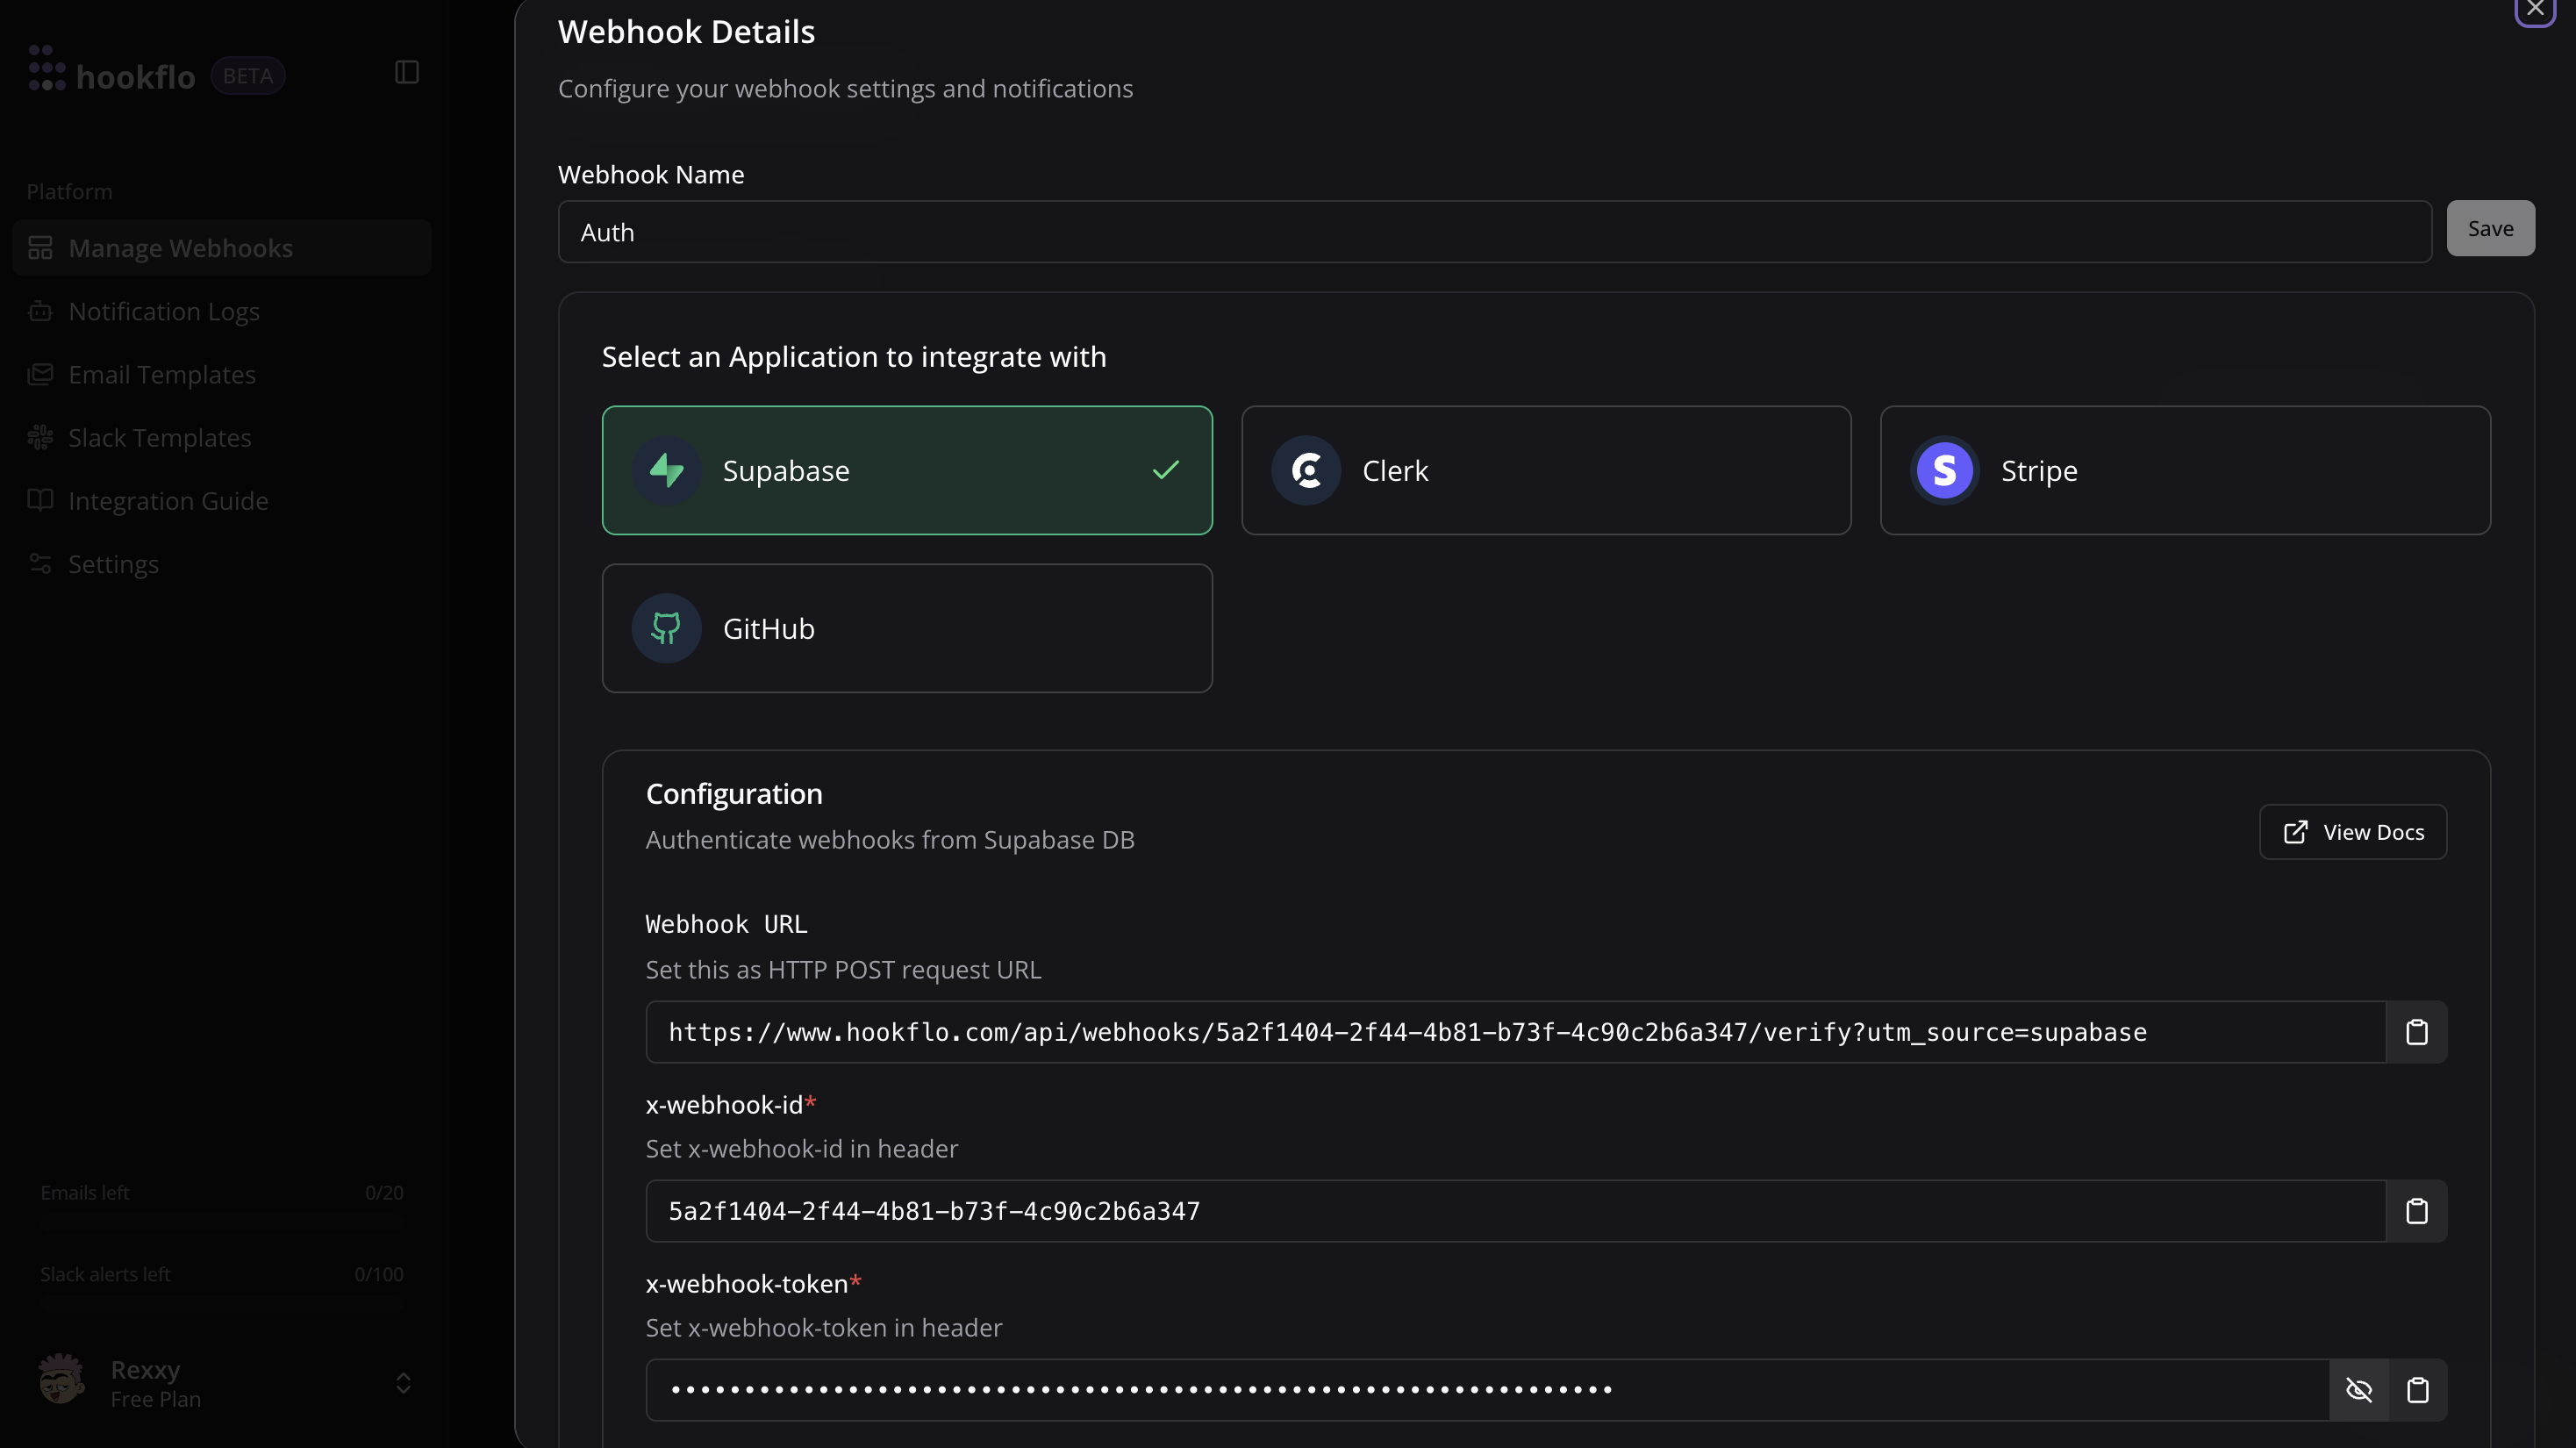 hookflo BETA
Platform
Manage Webhooks
Notification Logs
Email Templates
Slack Templates
Integration Guide
Settings
Emails left 0/20
Slack alerts left 0/100
Rexxy
Free Plan
Webhook Details
Configure your webhook settings and notifications
Webhook Name
Auth
Save
Select an Application to integrate with
Supabase
Clerk
Stripe
GitHub
Configuration
Authenticate webhooks from Supabase DB
View Docs
Webhook URL
Set this as HTTP POST request URL
https://www.hookflo.com/api/webhooks/5a2f1404-2f44-4b81-b73f-4c90c2b6a347/verify?utm_source=supabase
x-webhook-id*
Set x-webhook-id in header
5a2f1404-2f44-4b81-b73f-4c90c2b6a347
x-webhook-token*
Set x-webhook-token in header